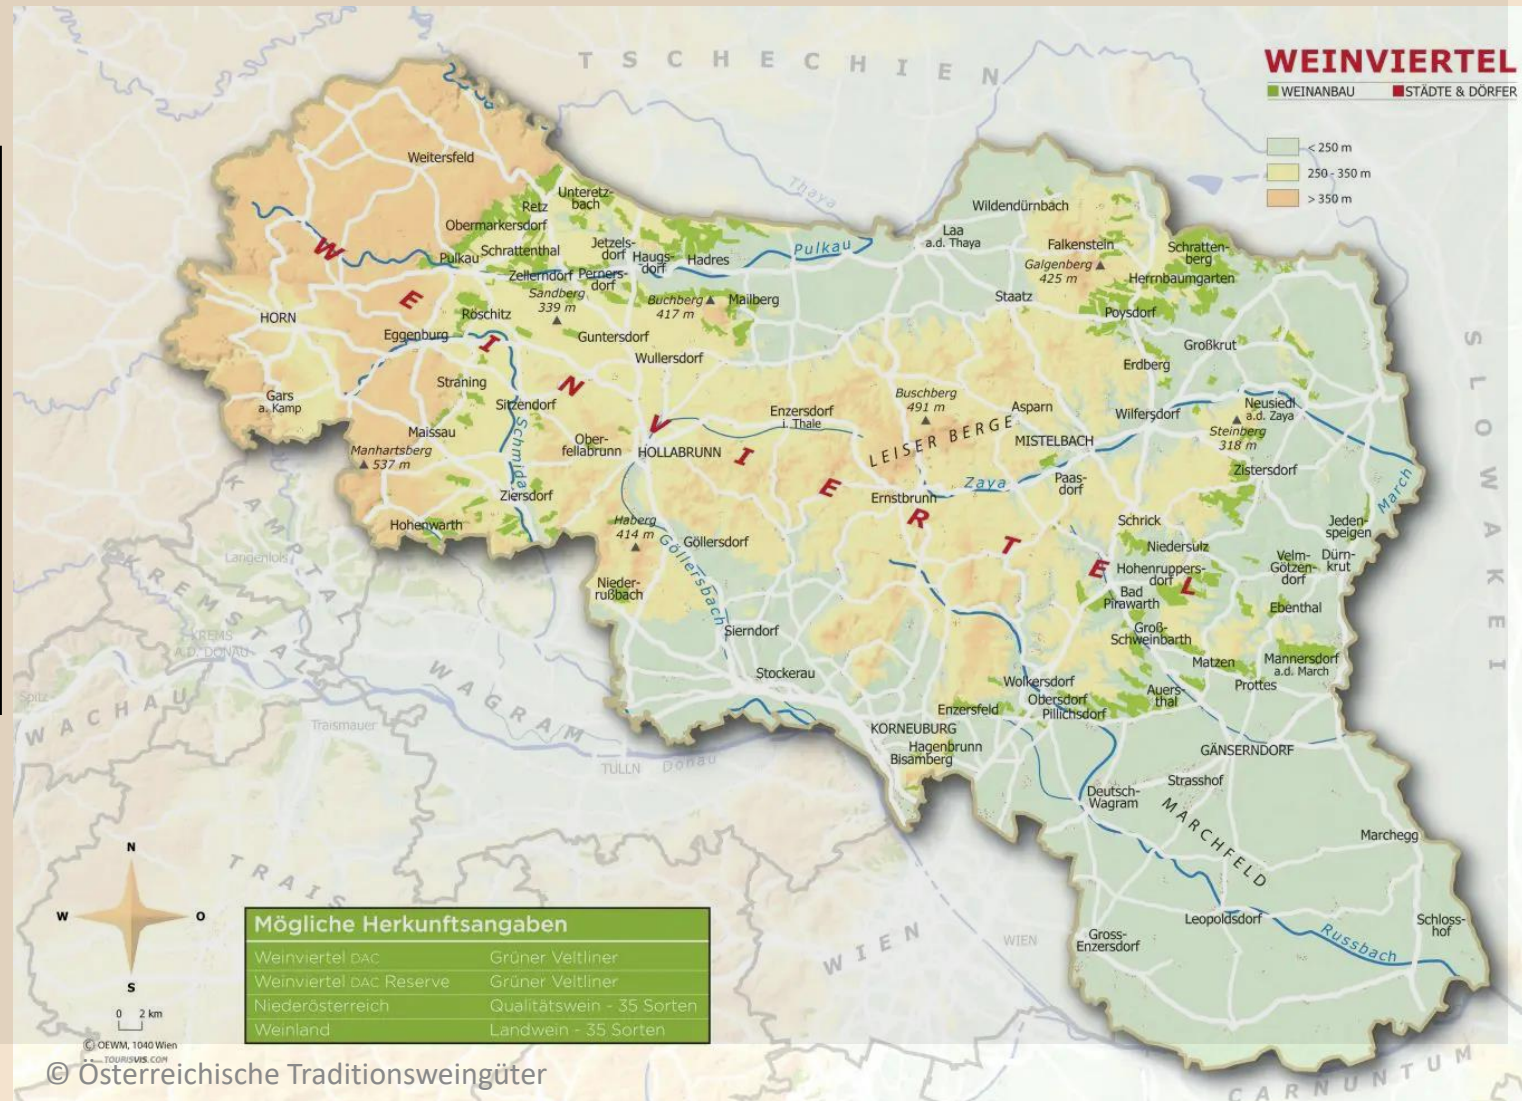 TSCHECHIEN
WEINVIERTEL
WEINANBAU STÄDTE & DÖRFER
< 250 m
250 - 350 m
> 350 m
Weitersfeld
Thaya
Unteretz-
bach
Retz
Obermarkersdorf
Wildendürnbach
Laa
a.d. Thaya
Falkenstein
Galgenberg
425 m
Schratten-
berg
Herrnbaumgarten
Pulkau
Schrattenthal
Jetzels-
dorf
Haugs-
dorf
Hadres
Pulkau
Zellerndorf
Perners-
dorf
Sandberg
339 m
Buchberg
417 m
Mailberg
Staatz
Poysdorf
HORN
Röschitz
Eggenburg
Guntersdorf
Wullersdorf
Großkrut
Erdberg
Straning
Gars
a. Kamp
Sitzendorf
Schmida
Maissau
Manhartsberg
537 m
Ober-
fellabrunn
HOLLABRUNN
Enzersdorf
i. Thale
Buschberg
491 m
LEISER BERGE
Asparn
MISTELBACH
Wilfersdorf
Neusiedl
a.d. Zaya
Steinberg
318 m
Zistersdorf
March
SLOWAKEI
WEINVIERTEL
Ziersdorf
Hohenwarth
Haberg
414 m
Göllersdorf
Göllersbach
Ernstbrunn
Zaya
Paas-
dorf
Schrick
Niedersulz
Jeden-
speigen
Velm-
Götzen-
dorf
Dürn-
krut
Hohenruppers-
dorf
Bad
Pirawarth
Ebenthal
Nieder-
rußbach
Sierndorf
Groß-
Schweinbarth
Matzen
Mannersdorf
a.d. March
Prottes
Stockerau
Wolkersdorf
Obersdorf
Pillichsdorf
Auers-
thal
Enzersfeld
KORNEUBURG
Hagenbrunn
Bisamberg
GÄNSERNDORF
Strasshof
Deutsch-
Wagram
MARCHFELD
Marchegg
Leopoldsdorf
Schloss-
hof
Gross-
Enzersdorf
Russbach
KAMPTAL
Langenlois
KREMSTAL
KREMS
A.D. DONAU
WACHAU
Spitz
WAGRAM
Traismauer
TULLN
Donau
TRAIS
WIEN
WIEN
CARNUNTUM
N
W O
S
0 2 km
© OEWM, 1040 Wien
TOURISVIS.COM
Mögliche Herkunftsangaben
Weinviertel DAC Grüner Veltliner
Weinviertel DAC Reserve Grüner Veltliner
Niederösterreich Qualitätswein - 35 Sorten
Weinland Landwein - 35 Sorten
© Österreichische Traditionsweingüter